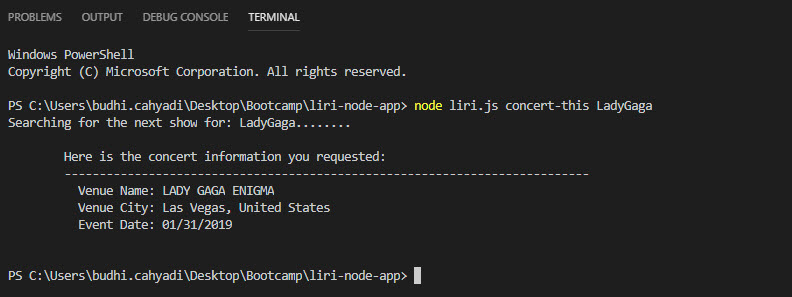 PROBLEMS OUTPUT DEBUG CONSOLE TERMINAL
Windows PowerShell
Copyright (C) Microsoft Corporation. All rights reserved.
PS C:\Users\budhi.cahyadi\Desktop\Bootcamp\liri-node-app> node liri.js concert-this LadyGaga
Searching for the next show for: LadyGaga........
Here is the concert information you requested:
---------------------------------------------------------------------------
Venue Name: LADY GAGA ENIGMA
Venue City: Las Vegas, United States
Event Date: 01/31/2019
PS C:\Users\budhi.cahyadi\Desktop\Bootcamp\liri-node-app>